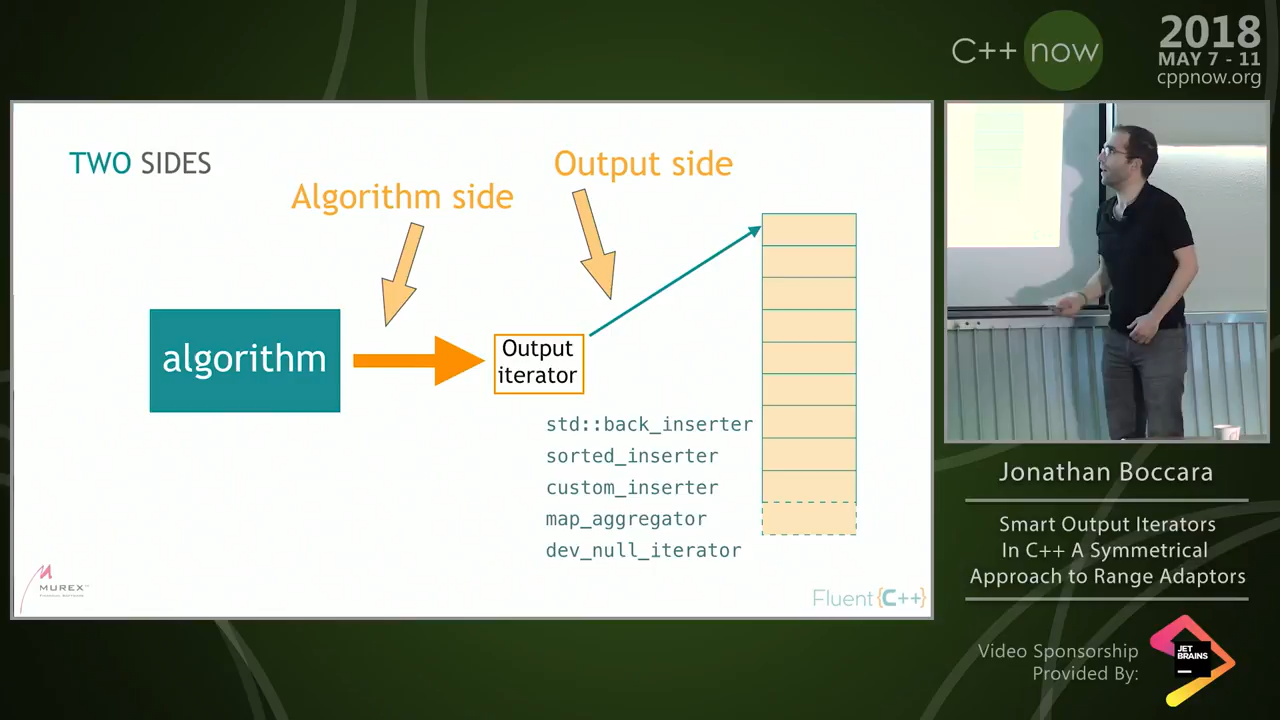 C++ now
2018
MAY 7 - 11
cppnow.org
TWO SIDES
Algorithm side
Output side
algorithm
Output
iterator
std::back_inserter
sorted_inserter
custom_inserter
map_aggregator
dev_null_iterator
MUREX
Fluent {C++}
Jonathan Boccara
Smart Output Iterators
In C++ A Symmetrical
Approach to Range Adaptors
Video Sponsorship
Provided By:
JET
BRAINS